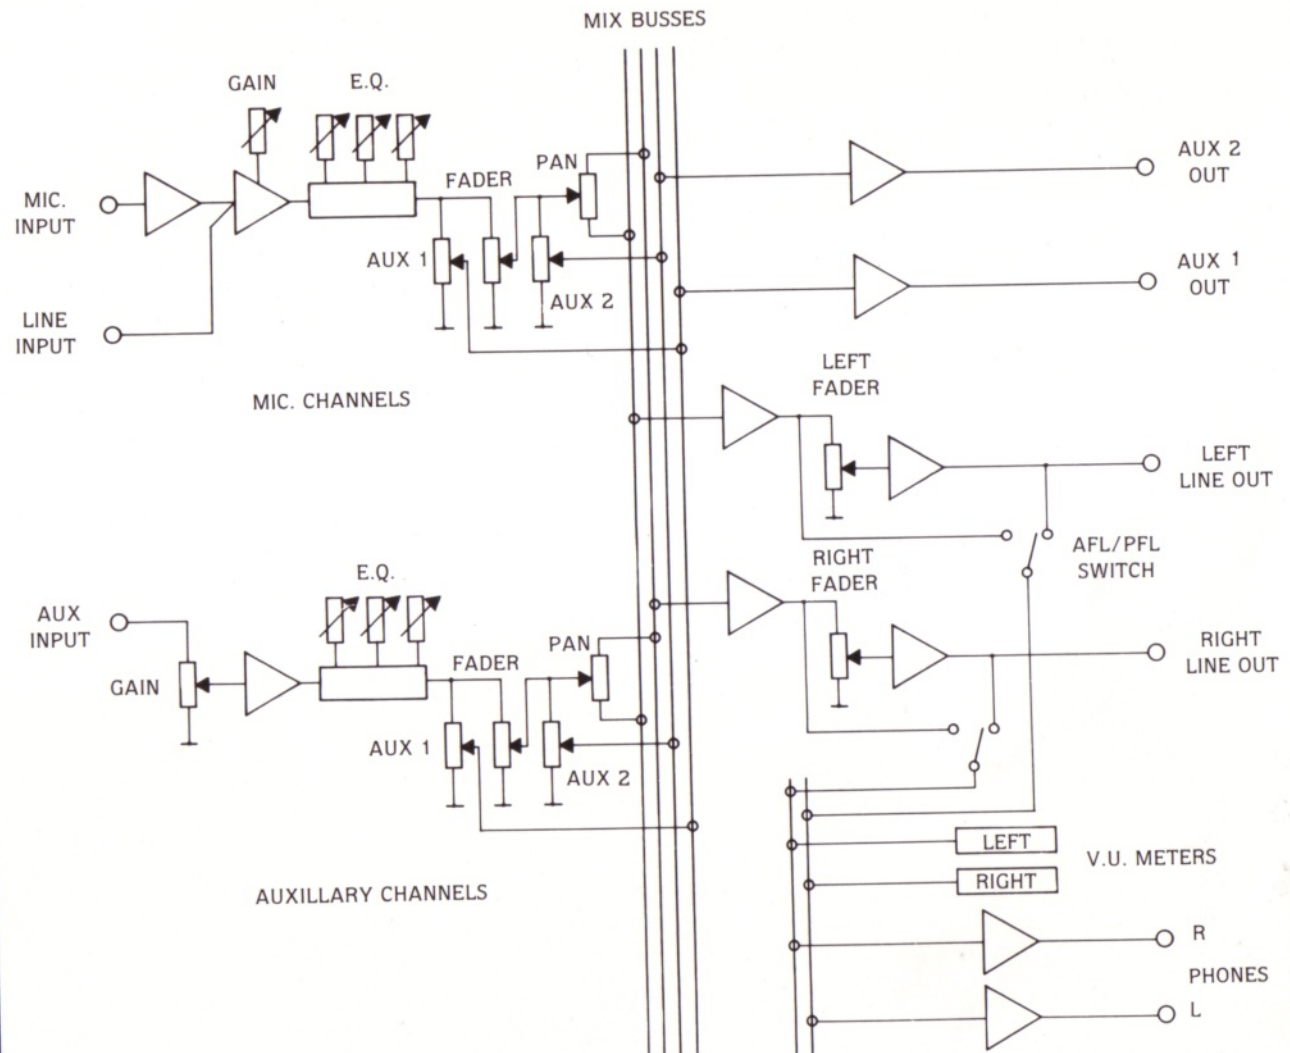 MIX BUSSES
GAIN
E.Q.
PAN
FADER
MIC.
INPUT
AUX 1
AUX 2
LINE
INPUT
MIC. CHANNELS
AUX 2
OUT
AUX 1
OUT
LEFT
FADER
LEFT
LINE OUT
AFL/PFL
SWITCH
RIGHT
FADER
RIGHT
LINE OUT
E.Q.
AUX
INPUT
PAN
FADER
GAIN
AUX 1
AUX 2
AUXILLARY CHANNELS
LEFT
V.U. METERS
RIGHT
R
PHONES
L